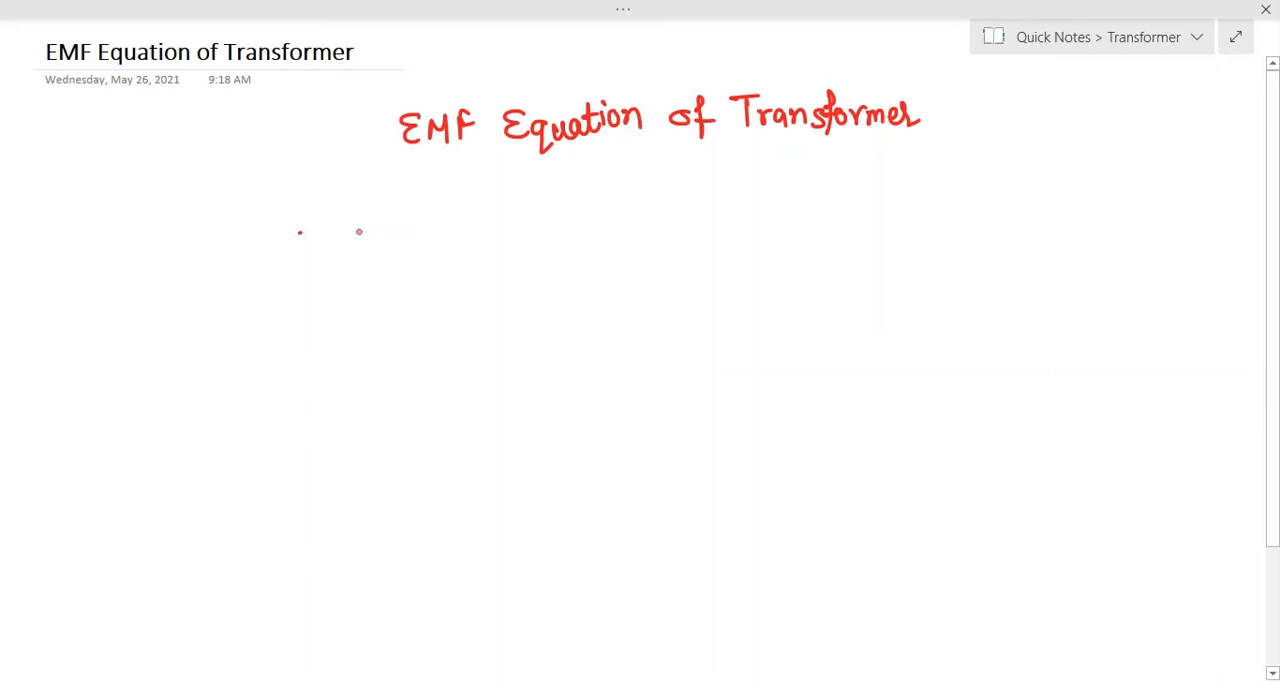 Quick Notes > Transformer
EMF Equation of Transformer
Wednesday, May 26, 2021 9:18 AM
EMF Equation of Transformer